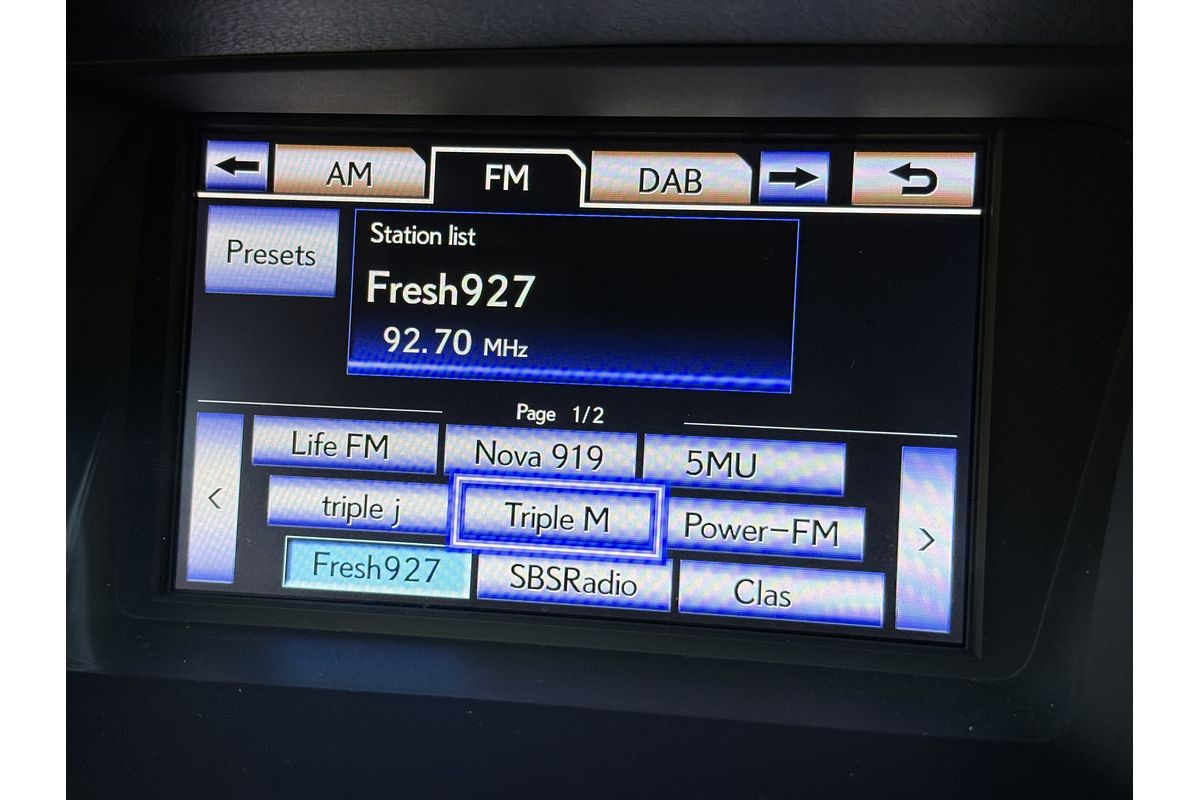 AM FM DAB
Presets
Station list
Fresh927
92.70 MHz
Page 1/2
Life FM Nova 919 5MU
< triple j Triple M Power-FM >
Fresh927 SBSRadio Clas